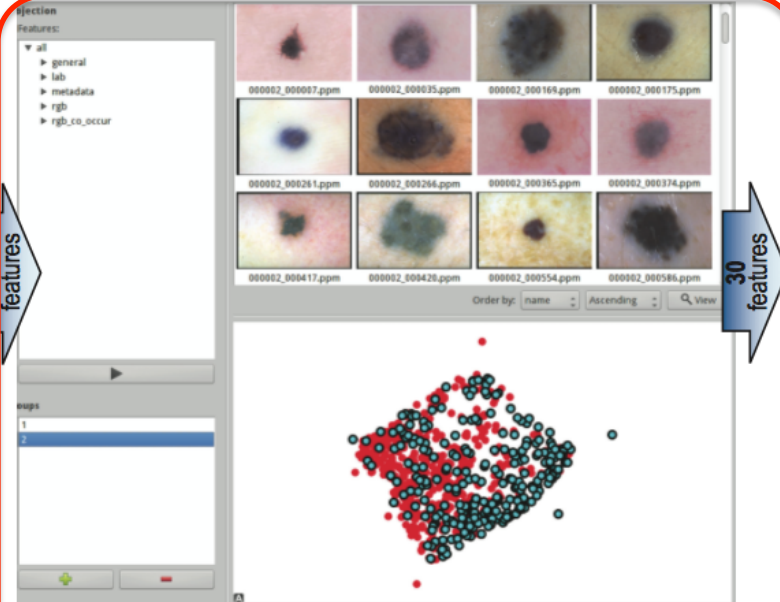 ojection
Features:
all
general
lab
metadata
rgb
rgb_co_occur
features
oups
1
2
000002_000007.ppm
000002_000035.ppm
000002_000169.ppm
000002_000175.ppm
000002_000261.ppm
000002_000266.ppm
000002_000365.ppm
000002_000374.ppm
000002_000417.ppm
000002_000420.ppm
000002_000554.ppm
000002_000586.ppm
Order by: name Ascending View
A
30
features